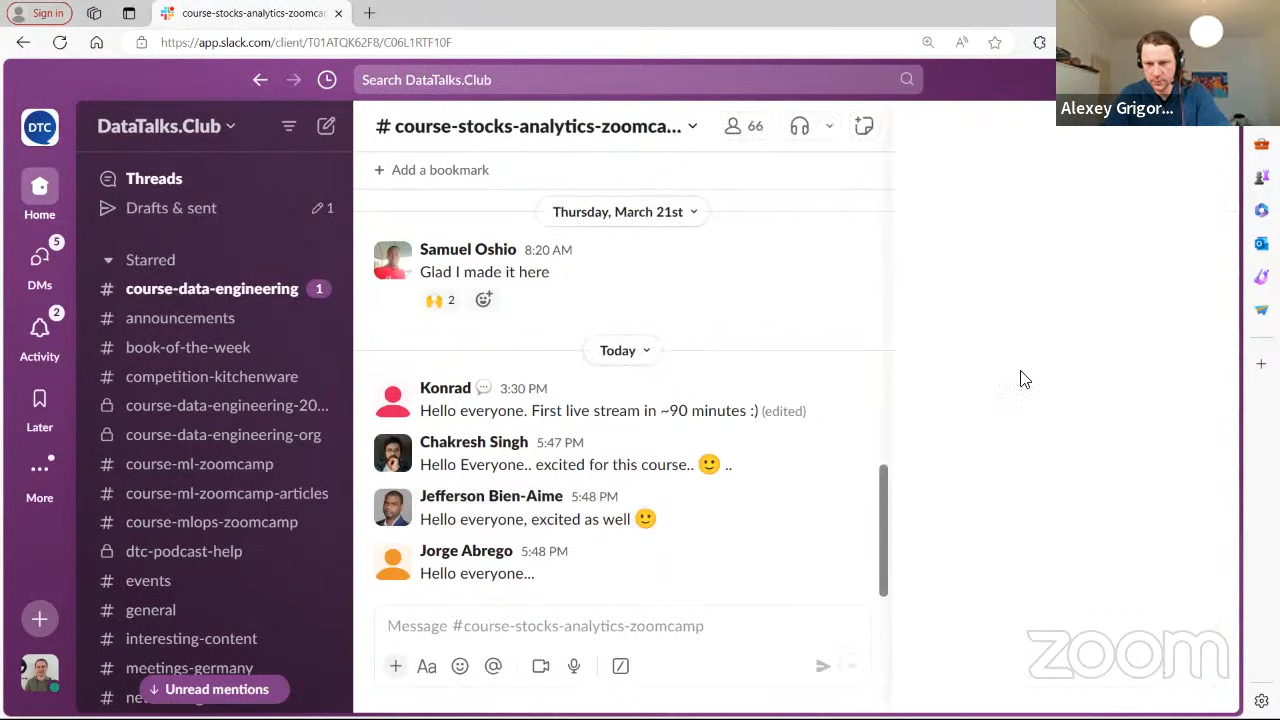 Sign in
course-stocks-analytics-zoomcam
https://app.slack.com/client/T01ATQK62F8/C06L1RTF10F
Alexey Grigor...
Search DataTalks.Club
DTC
DataTalks.Club
Home
5
DMs
2
Activity
Later
More
Threads
Drafts & sent 1
Starred
# course-data-engineering 1
# announcements
# book-of-the-week
# competition-kitchenware
course-data-engineering-20...
course-data-engineering-org
# course-ml-zoomcamp
# course-ml-zoomcamp-articles
# course-mlops-zoomcamp
dtc-podcast-help
# events
# general
# interesting-content
# meetings-germany
Unread mentions
# course-stocks-analytics-zoomca... 66
+ Add a bookmark
Thursday, March 21st
Samuel Oshio 8:20 AM
Glad I made it here
2
Today
Konrad 3:30 PM
Hello everyone. First live stream in ~90 minutes :) (edited)
Chakresh Singh 5:47 PM
Hello Everyone.. excited for this course.. 🙂 ..
Jefferson Bien-Aime 5:48 PM
Hello everyone, excited as well 🙂
Jorge Abrego 5:48 PM
Hello everyone...
Message #course-stocks-analytics-zoomcamp
Aa
zoom